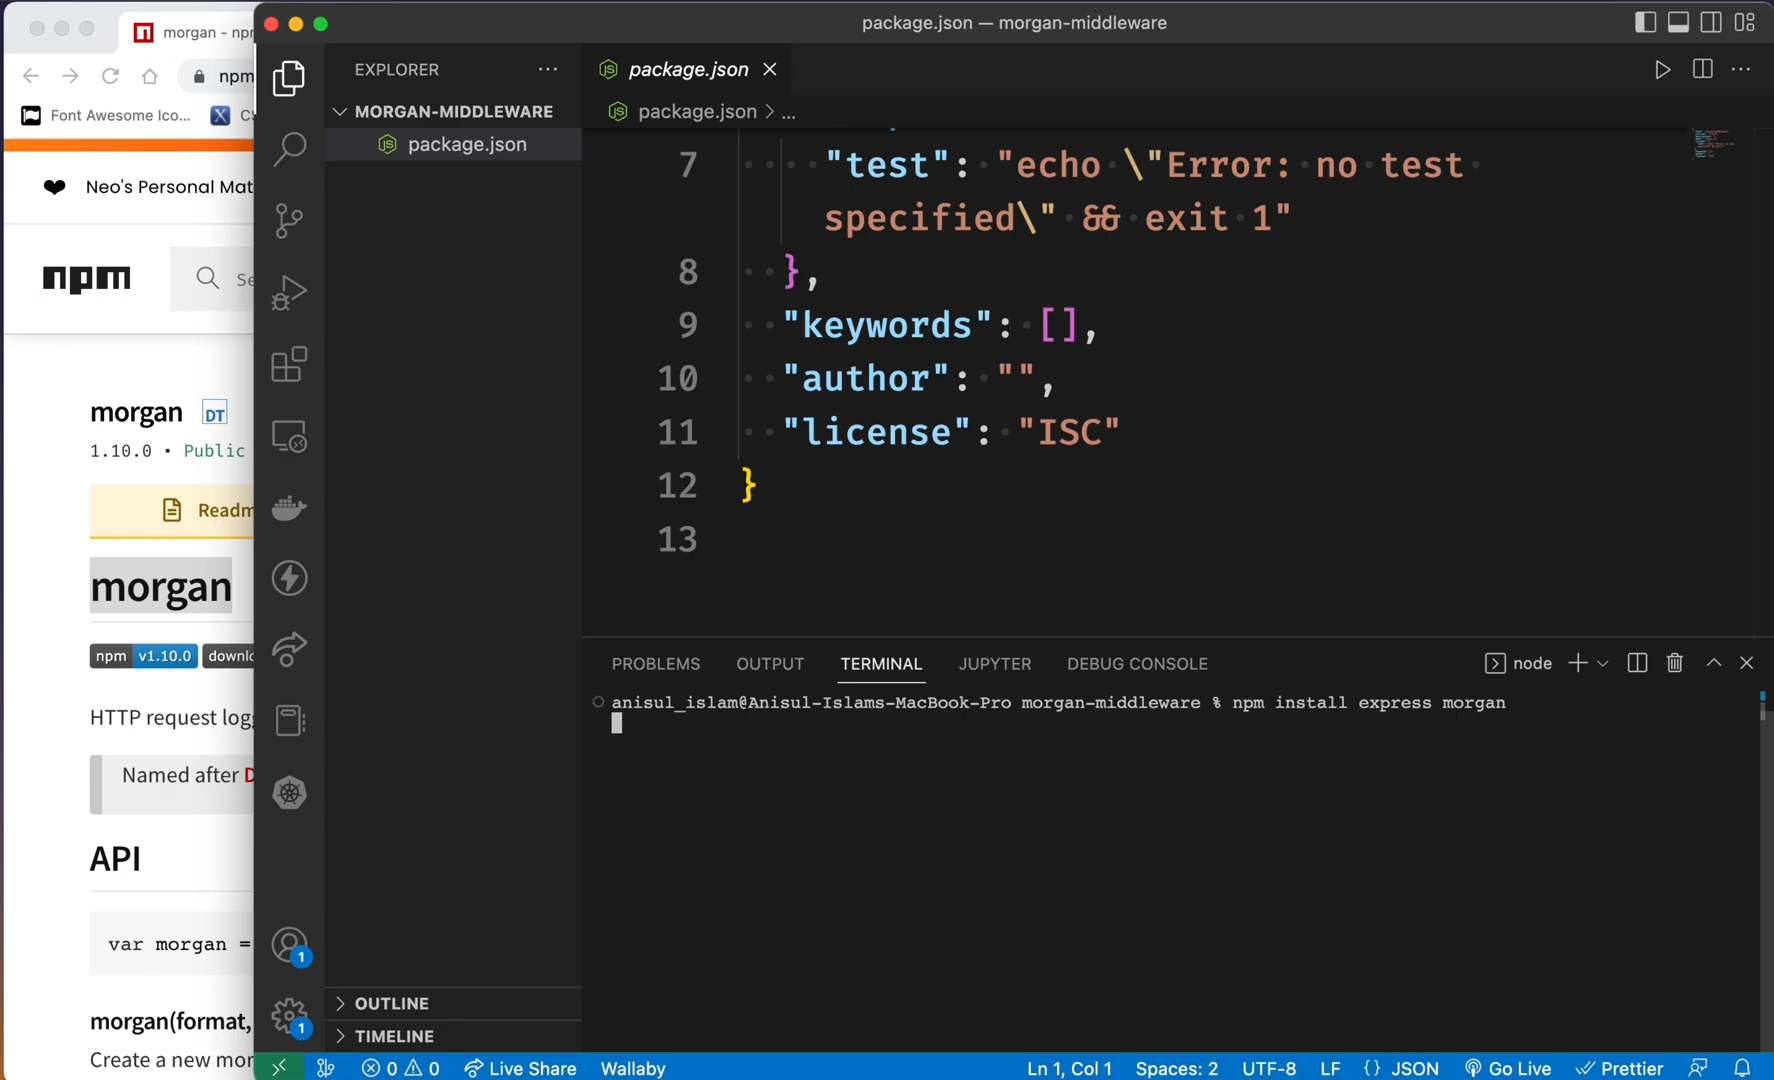 morgan - npm
package.json — morgan-middleware
npm
Font Awesome Ico...
Neo's Personal Mat
npm
Se
morgan DT
1.10.0 • Public
Readm
morgan
npm v1.10.0 downlo
HTTP request logg
Named after D
API
var morgan =
morgan(format,
Create a new mor
EXPLORER
MORGAN-MIDDLEWARE
package.json
OUTLINE
TIMELINE
package.json
package.json > ...
7 "test": "echo \"Error: no test
specified\" && exit 1"
8 },
9 "keywords": [],
10 "author": "",
11 "license": "ISC"
12 }
13
PROBLEMS OUTPUT TERMINAL JUPYTER DEBUG CONSOLE
node
anisul_islam@Anisul-Islams-MacBook-Pro morgan-middleware % npm install express morgan
1
1
0 0 Live Share Wallaby
Ln 1, Col 1 Spaces: 2 UTF-8 LF {} JSON Go Live Prettier